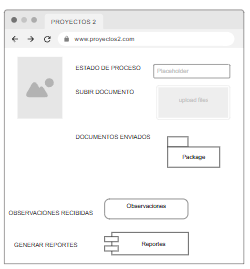 PROYECTOS 2
www.proyectos2.com
ESTADO DE PROCESO
Placeholder
SUBIR DOCUMENTO
upload files
DOCUMENTOS ENVIADOS
Package
Observaciones
OBSERVACIONES RECIBIDAS
GENERAR REPORTES
Reportes